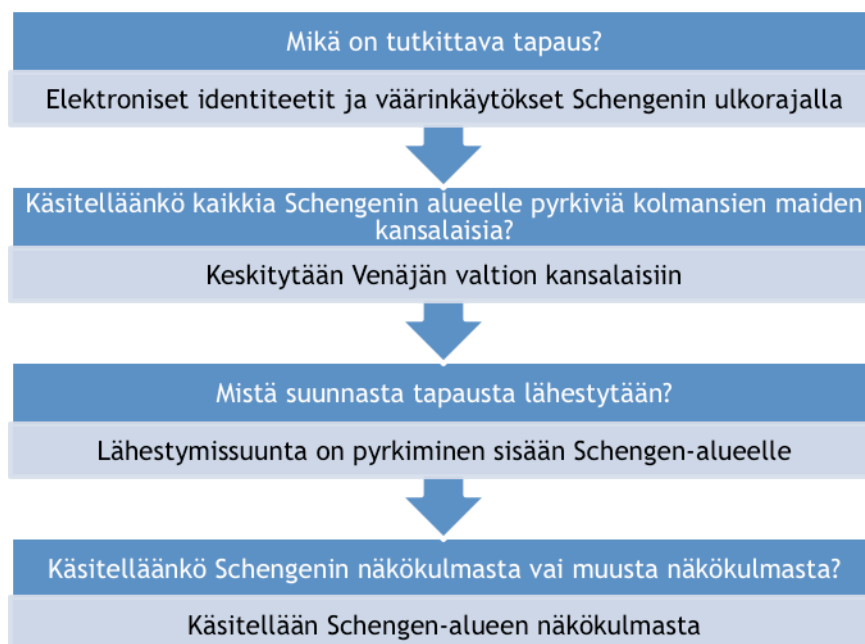 Mikä on tutkittava tapaus?
Elektroniset identiteetit ja väärinkäytökset Schengenin ulkorajalla
Käsitelläänkö kaikkia Schengenin alueelle pyrkiviä kolmansien maiden
kansalaisia?
Keskitytään Venäjän valtion kansalaisiin
Mistä suunnasta tapausta lähestytään?
Lähestymissuunta on pyrkiminen sisään Schengen-alueelle
Käsitelläänkö Schengenin näkökulmasta vai muusta näkökulmasta?
Käsitellään Schengen-alueen näkökulmasta